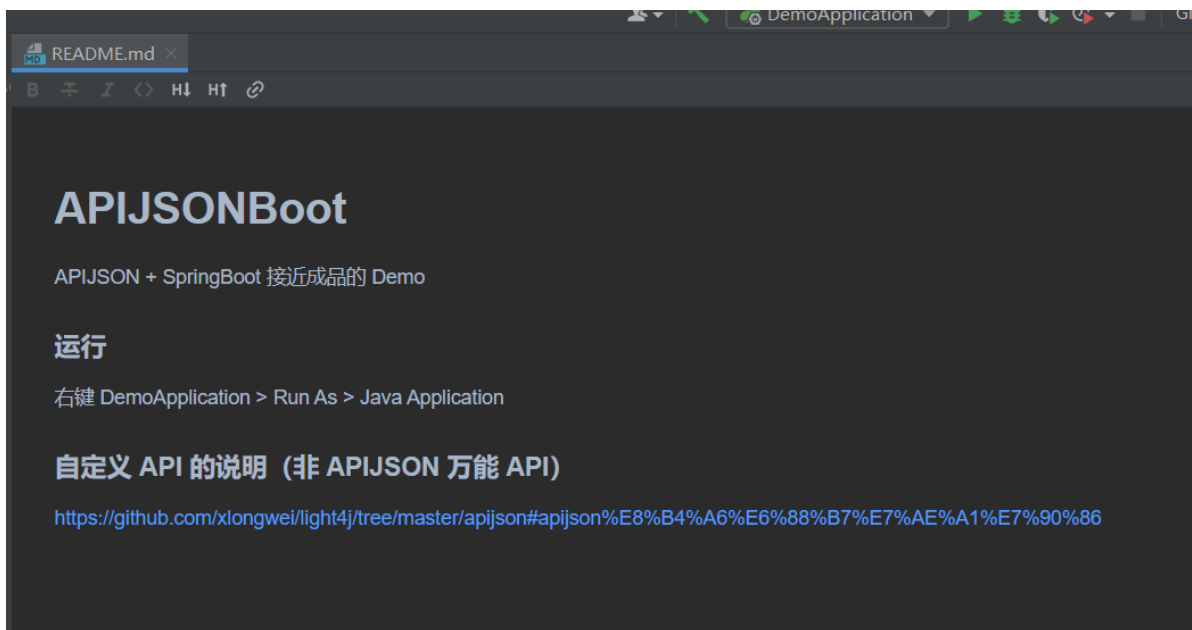 DemoApplication
README.md
MD
B I <> H↓ H↑
APIJSONBoot
APIJSON + SpringBoot 接近成品的 Demo
运行
右键 DemoApplication > Run As > Java Application
自定义 API 的说明（非 APIJSON 万能 API）
https://github.com/xlongwei/light4j/tree/master/apijson#apijson%E8%B4%A6%E6%88%B7%E7%AE%A1%E7%90%86